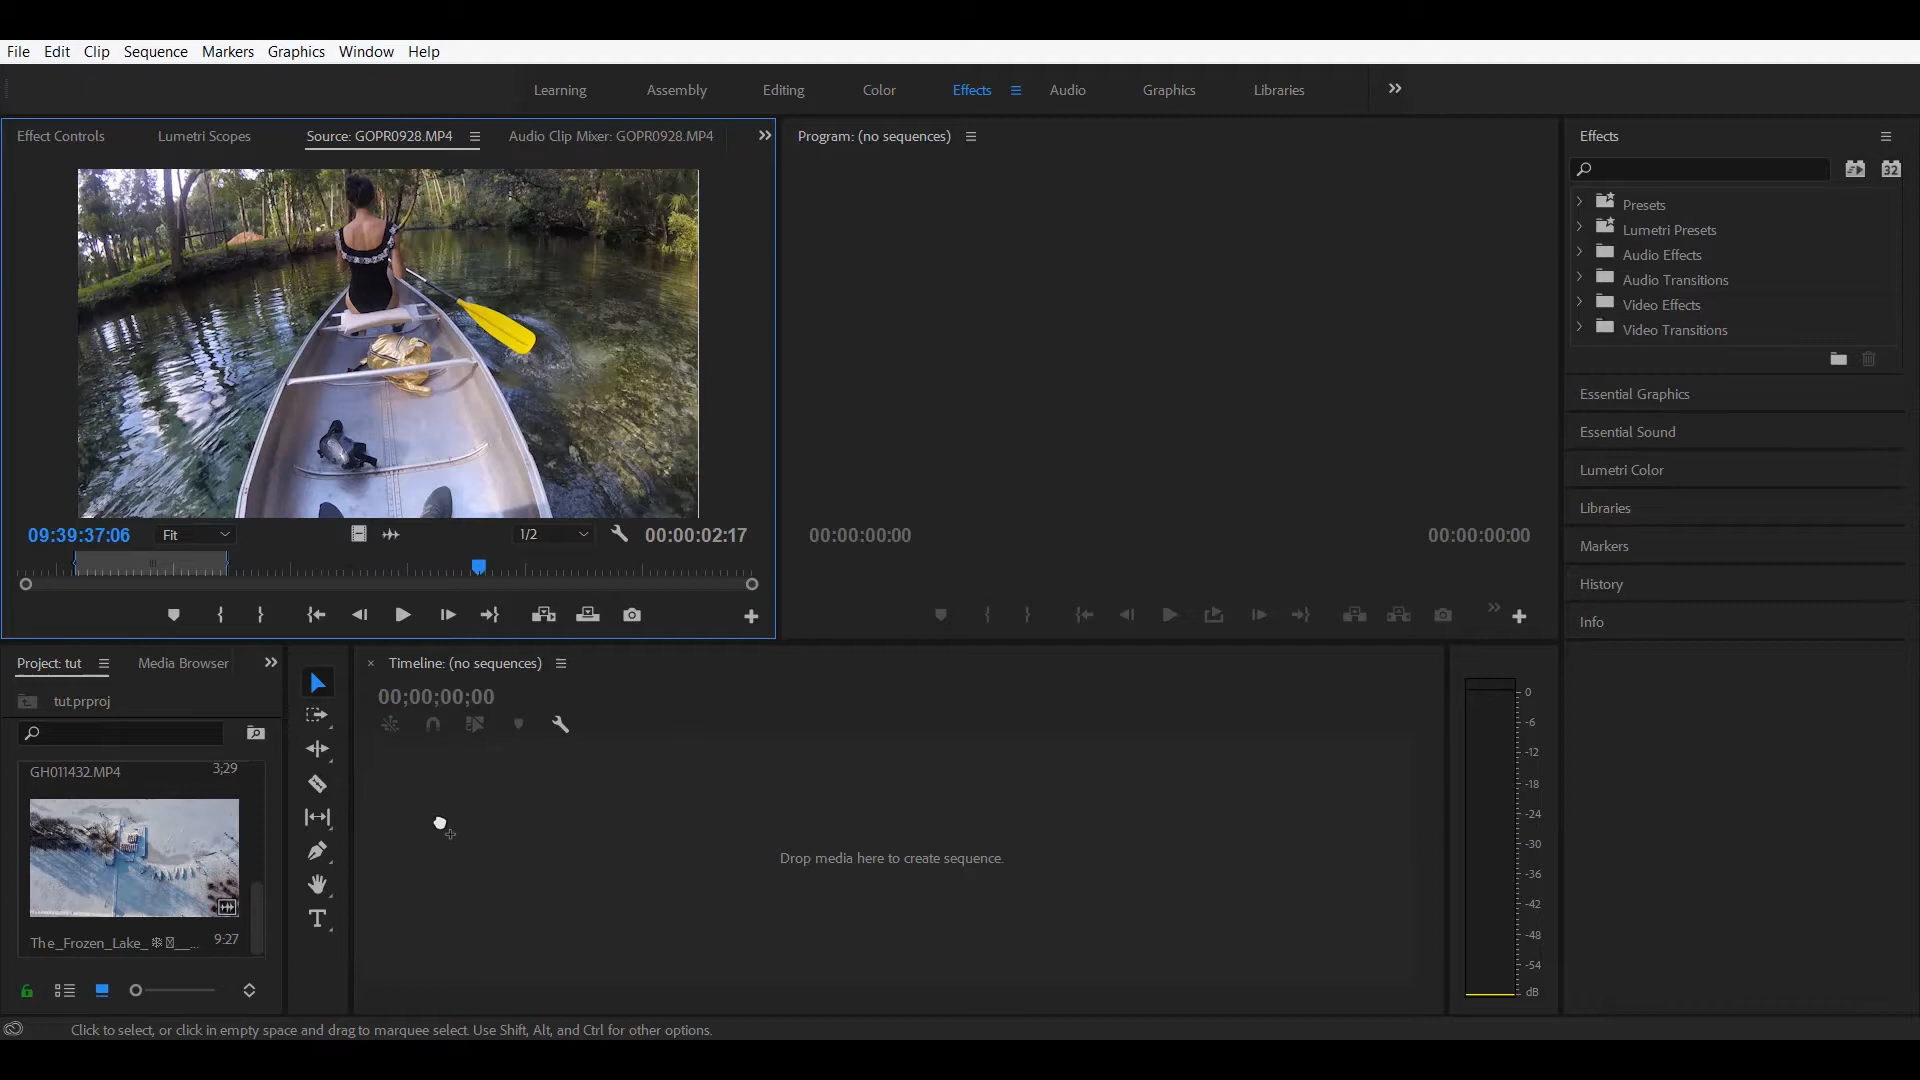 File Edit Clip Sequence Markers Graphics Window Help
Learning Assembly Editing Color Effects Audio Graphics Libraries
Effect Controls Lumetri Scopes Source: GOPR0928.MP4 Audio Clip Mixer: GOPR0928.MP4
Program: (no sequences)
Effects
32
Presets
Lumetri Presets
Audio Effects
Audio Transitions
Video Effects
Video Transitions
Essential Graphics
Essential Sound
Lumetri Color
Libraries
Markers
History
Info
09:39:37:06 Fit 1/2 00:00:02:17
00:00:00:00 00:00:00:00
Project: tut Media Browser
tut.prproj
GH011432.MP4 3;29
The_Frozen_Lake_ ❄ __... 9:27
Timeline: (no sequences)
00;00;00;00
Drop media here to create sequence.
0
-6
-12
-18
-24
-30
-36
-42
-48
-54
dB
Click to select, or click in empty space and drag to marquee select. Use Shift, Alt, and Ctrl for other options.